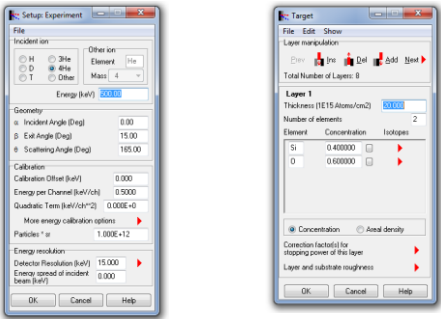 Setup: Experiment
File
Incident ion
H
3He
D
4He
T
Other
Other ion
Element He
Mass 4
Energy (keV) 500.00
Geometry
α Incident Angle (Deg) 0.00
β Exit Angle (Deg) 15.00
θ Scattering Angle (Deg) 165.00
Calibration
Calibration Offset (keV) 0.000
Energy per Channel (keV/ch) 0.5000
Quadratic Term (keV/ch^2) 0.000E+0
More energy calibration options
Particles * sr 1.000E+12
Energy resolution
Detector Resolution (keV) 15.000
Energy spread of incident
beam (keV) 0.000
OK Cancel Help
Target
File Edit Show
Layer manipulation
Prev Ins Del Add Next
Total Number of Layers: 8
Layer 1
Thickness (1E15 Atoms/cm2) 20.000
Number of elements 2
Element Concentration Isotopes
Si 0.400000
O 0.600000
Concentration Areal density
Correction factor(s) for
stopping power of this layer
Layer and substrate roughness
OK Cancel Help